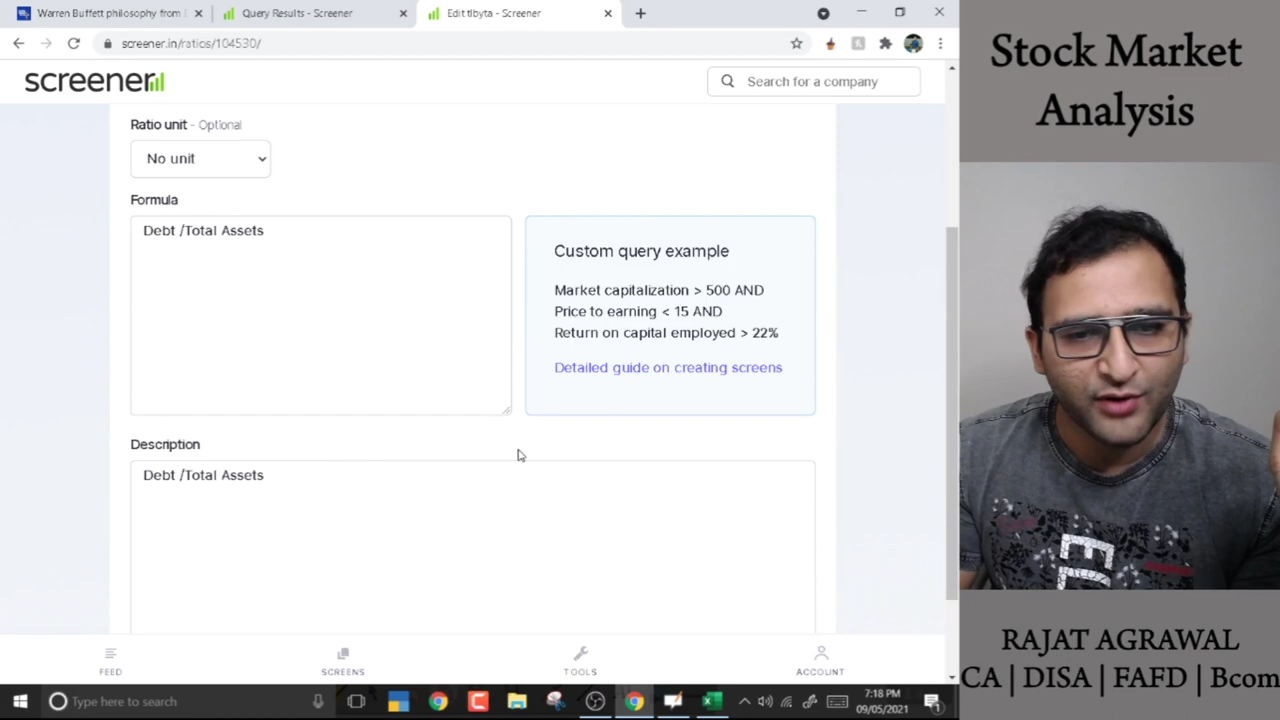 Warren Buffett philosophy from
Query Results - Screener
Edit tlbyta - Screener
screener.in/ratios/104530/
screener
Search for a company
Ratio unit - Optional
No unit
Formula
Debt /Total Assets
Custom query example
Market capitalization > 500 AND
Price to earning < 15 AND
Return on capital employed > 22%
Detailed guide on creating screens
Description
Debt /Total Assets
FEED
SCREENS
TOOLS
ACCOUNT
Type here to search
7:18 PM
09/05/2021
1
Stock Market
Analysis
EL
RAJAT AGRAWAL
CA | DISA | FAFD | Bcom